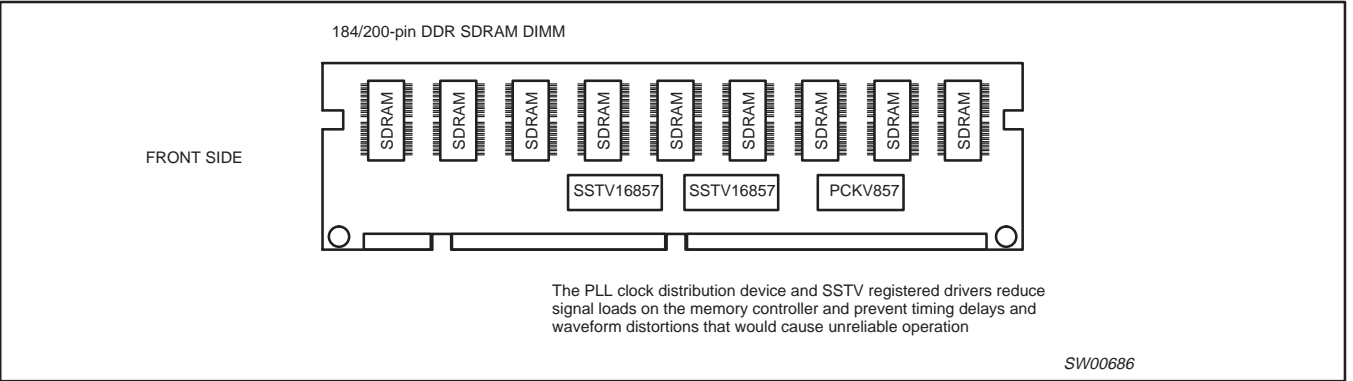 184/200-pin DDR SDRAM DIMM
SDRAM SDRAM SDRAM SDRAM SDRAM SDRAM SDRAM SDRAM SDRAM
FRONT SIDE
SSTV16857 SSTV16857 PCKV857
The PLL clock distribution device and SSTV registered drivers reduce
signal loads on the memory controller and prevent timing delays and
waveform distortions that would cause unreliable operation
SW00686